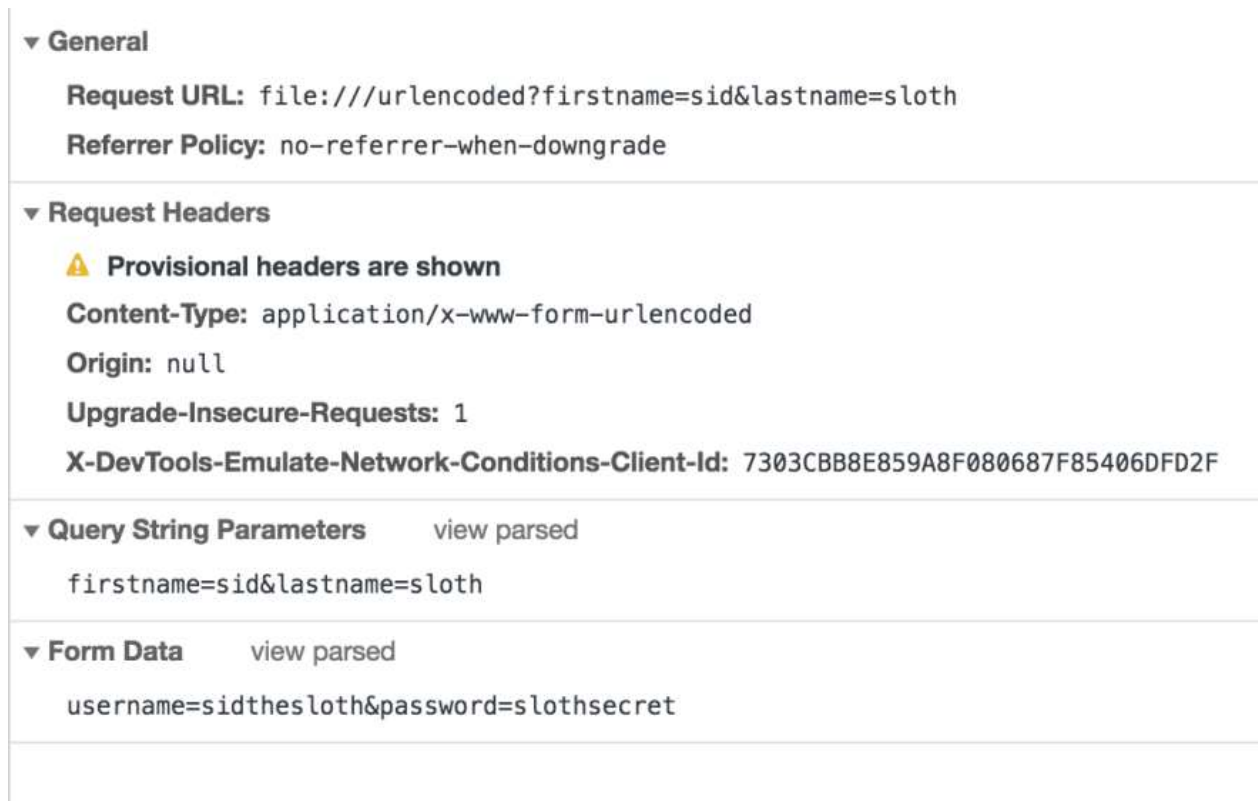 General
Request URL: file:///urlencoded?firstname=sid&lastname=sloth
Referrer Policy: no-referrer-when-downgrade
Request Headers
Provisional headers are shown
Content-Type: application/x-www-form-urlencoded
Origin: null
Upgrade-Insecure-Requests: 1
X-DevTools-Emulate-Network-Conditions-Client-Id: 7303CBB8E859A8F080687F85406DFD2F
Query String Parameters view parsed
firstname=sid&lastname=sloth
Form Data view parsed
username=sidthesloth&password=slothsecret